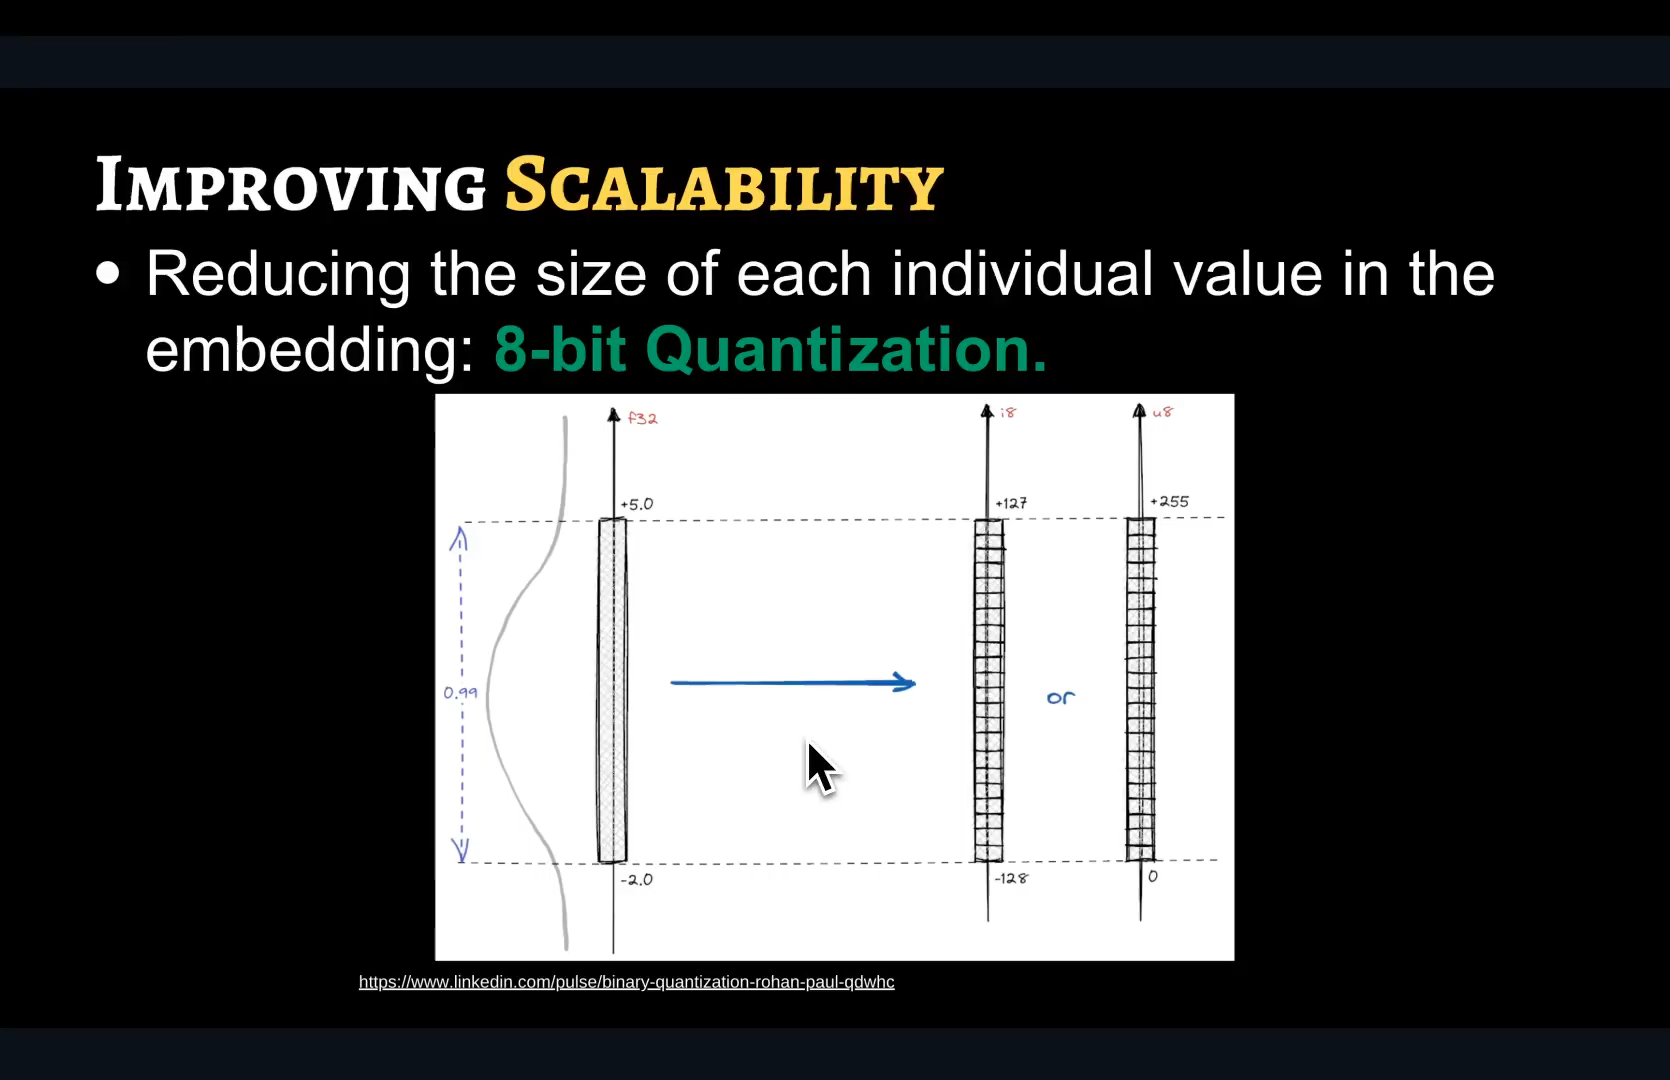 Improving Scalability
• Reducing the size of each individual value in the
embedding: 8-bit Quantization.
f32
i8
u8
+5.0
+127
+255
0.99
or
-2.0
-128
0
https://www.linkedin.com/pulse/binary-quantization-rohan-paul-qdwhc